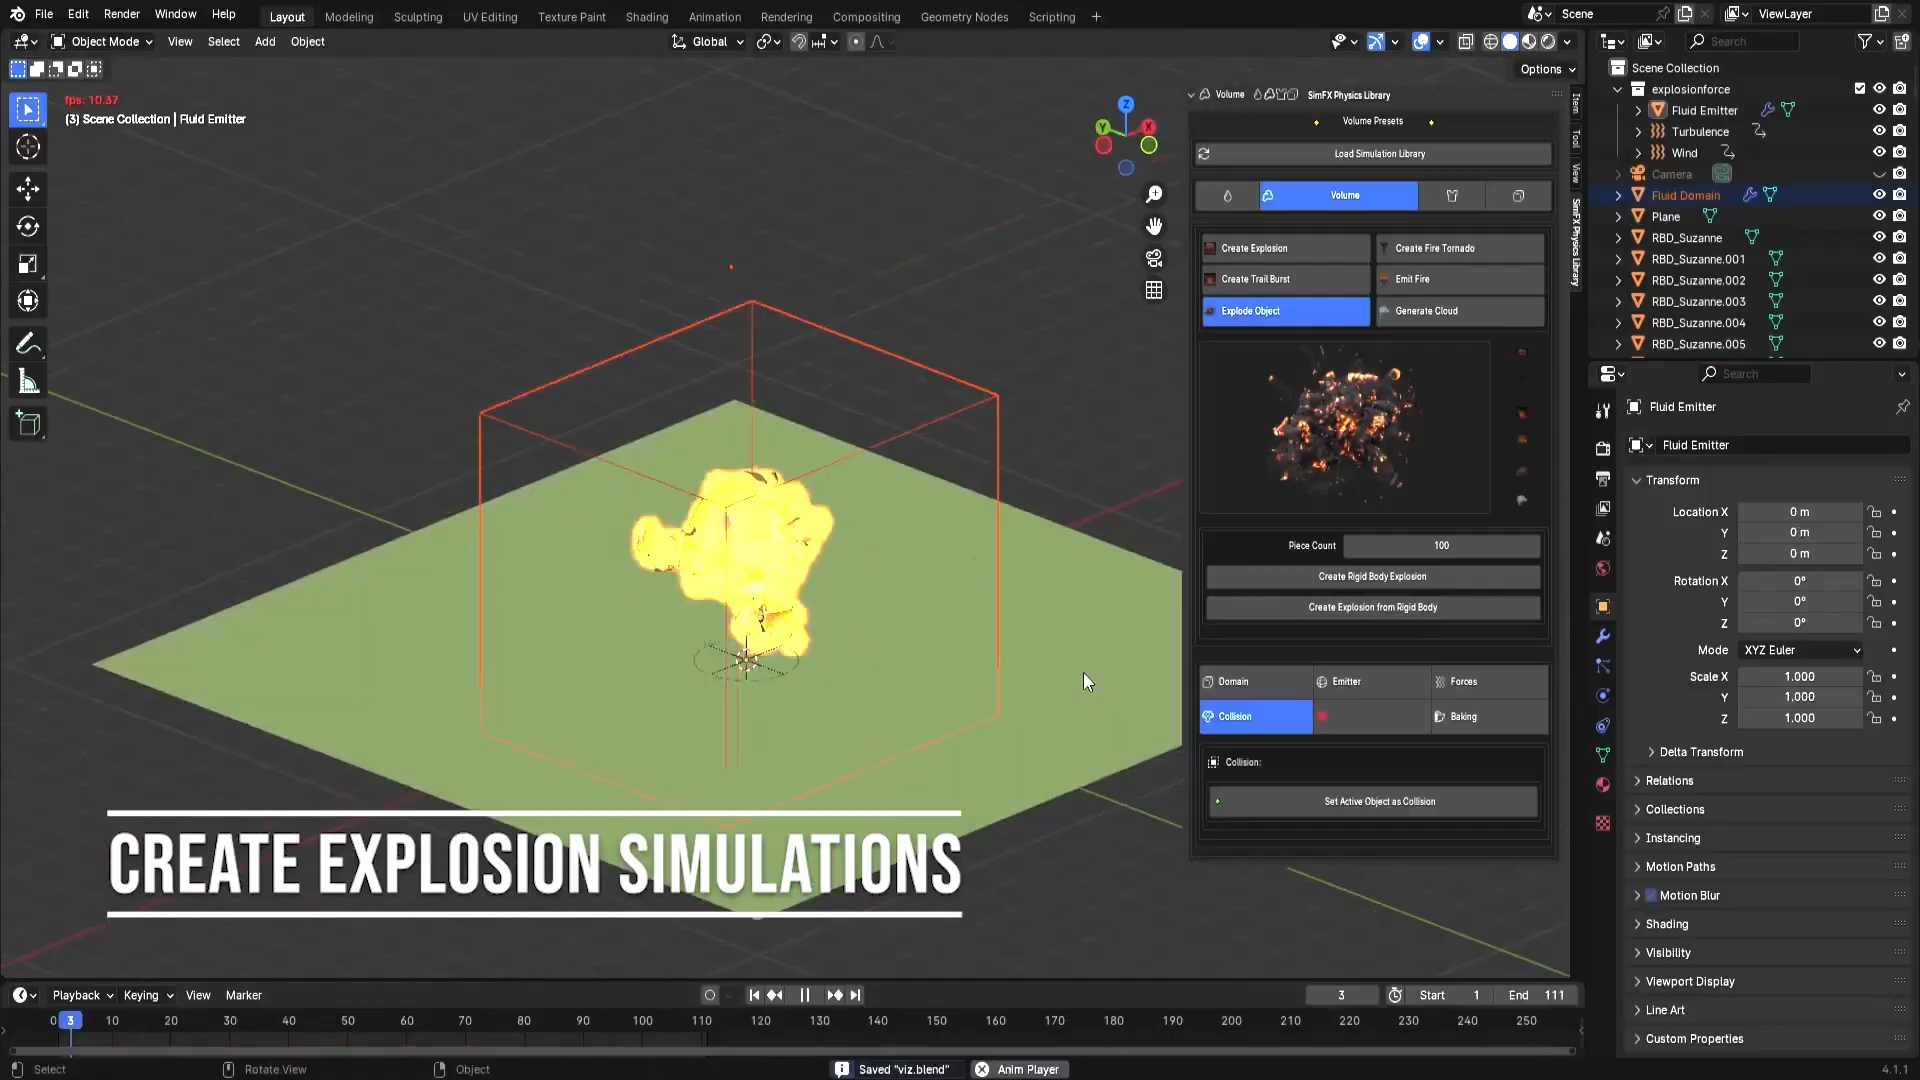 File Edit Render Window Help
Layout Modeling Sculpting UV Editing Texture Paint Shading Animation Rendering Compositing Geometry Nodes Scripting +
Scene
ViewLayer
Object Mode View Select Add Object
Global
Search
Options
fps: 10.37
(3) Scene Collection | Fluid Emitter
Z
Y
X
Volume
SimFX Physics Library
Volume Presets
Load Simulation Library
Volume
Create Explosion
Create Fire Tornado
Create Trail Burst
Emit Fire
Explode Object
Generate Cloud
Piece Count 100
Create Rigid Body Explosion
Create Explosion from Rigid Body
Domain
Emitter
Forces
Collision
Baking
Collision:
Set Active Object as Collision
Item
Tool
View
SimFX Physics Library
Scene Collection
explosionforce
Fluid Emitter
Turbulence
Wind
Camera
Fluid Domain
Plane
RBD_Suzanne
RBD_Suzanne.001
RBD_Suzanne.002
RBD_Suzanne.003
RBD_Suzanne.004
RBD_Suzanne.005
Search
Fluid Emitter
Fluid Emitter
Transform
Location X 0 m
Y 0 m
Z 0 m
Rotation X 0°
Y 0°
Z 0°
Mode XYZ Euler
Scale X 1.000
Y 1.000
Z 1.000
Delta Transform
Relations
Collections
Instancing
Motion Paths
Motion Blur
Shading
Visibility
Viewport Display
Line Art
Custom Properties
CREATE EXPLOSION SIMULATIONS
Playback Keying View Marker
3
Start 1
End 111
0 3 10 20 30 40 50 60 70 80 90 100 110 120 130 140 150 160 170 180 190 200 210 220 230 240 250
Select
Rotate View
Object
Saved "viz.blend"
Anim Player
4.1.1